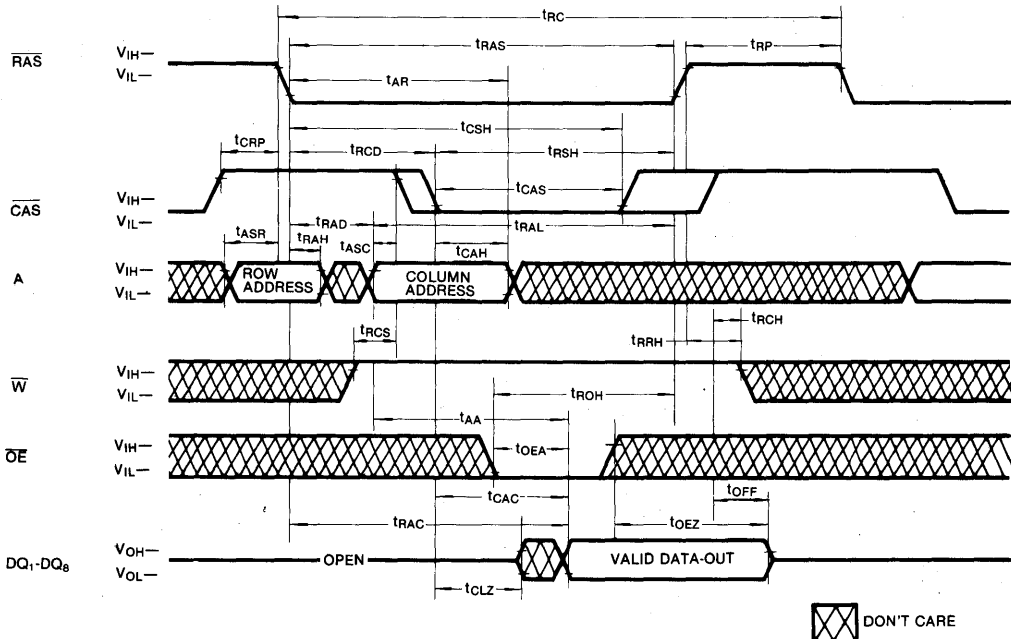 tRC
tRAS
tRP
RAS
VIH—
VIL—
tAR
tCSH
tCRP
tRCD
tRSH
CAS
VIH—
VIL—
tCAS
tRAD
tRAL
tASR
tRAH
tASC
tCAH
A
VIH—
VIL—
ROW
ADDRESS
COLUMN
ADDRESS
tRCH
tRCS
tRRH
W
VIH—
VIL—
tROH
tAA
OE
VIH—
VIL—
tOEA
tCAC
tOFF
tRAC
tOEZ
DQ1-DQ8
VOH—
VOL—
OPEN
VALID DATA-OUT
tCLZ
DON'T CARE